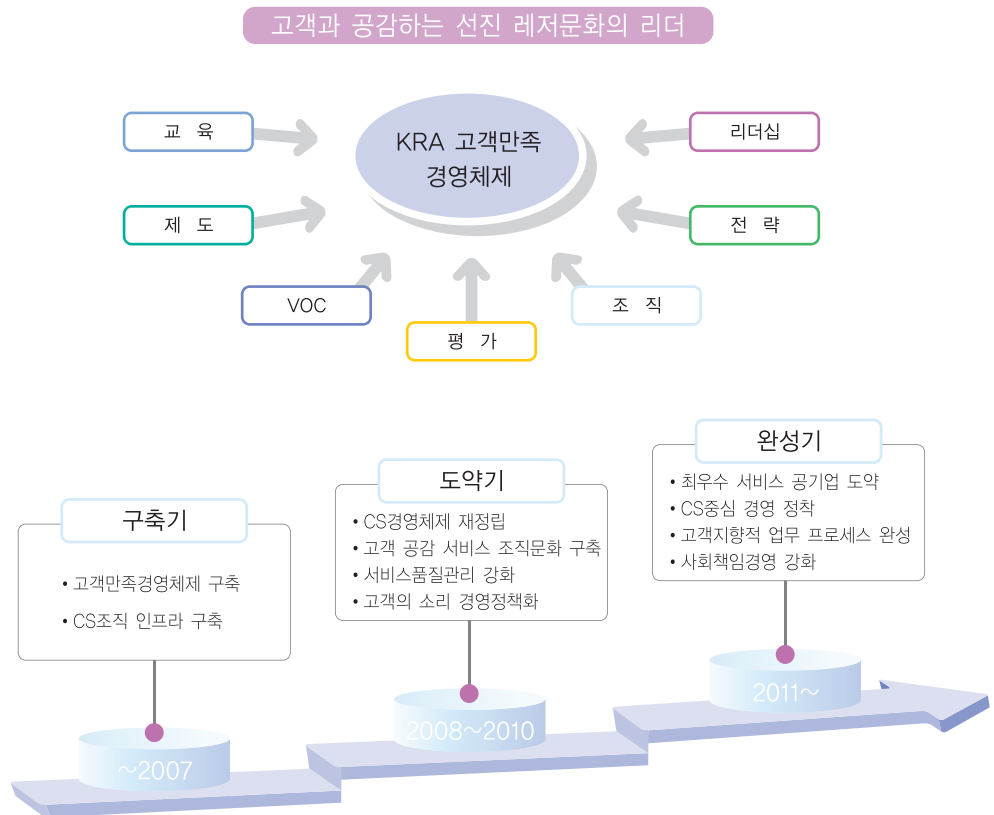 고객과 공감하는 선진 레저문화의 리더
KRA 고객만족
경영체제
교 육
리더십
제 도
전 략
VOC
조 직
평 가
구축기
• 고객만족경영체제 구축
• CS조직 인프라 구축
~2007
도약기
• CS경영체제 재정립
• 고객 공감 서비스 조직문화 구축
• 서비스품질관리 강화
• 고객의 소리 경영정책화
2008~2010
완성기
• 최우수 서비스 공기업 도약
• CS중심 경영 정착
• 고객지향적 업무 프로세스 완성
• 사회책임경영 강화
2011~